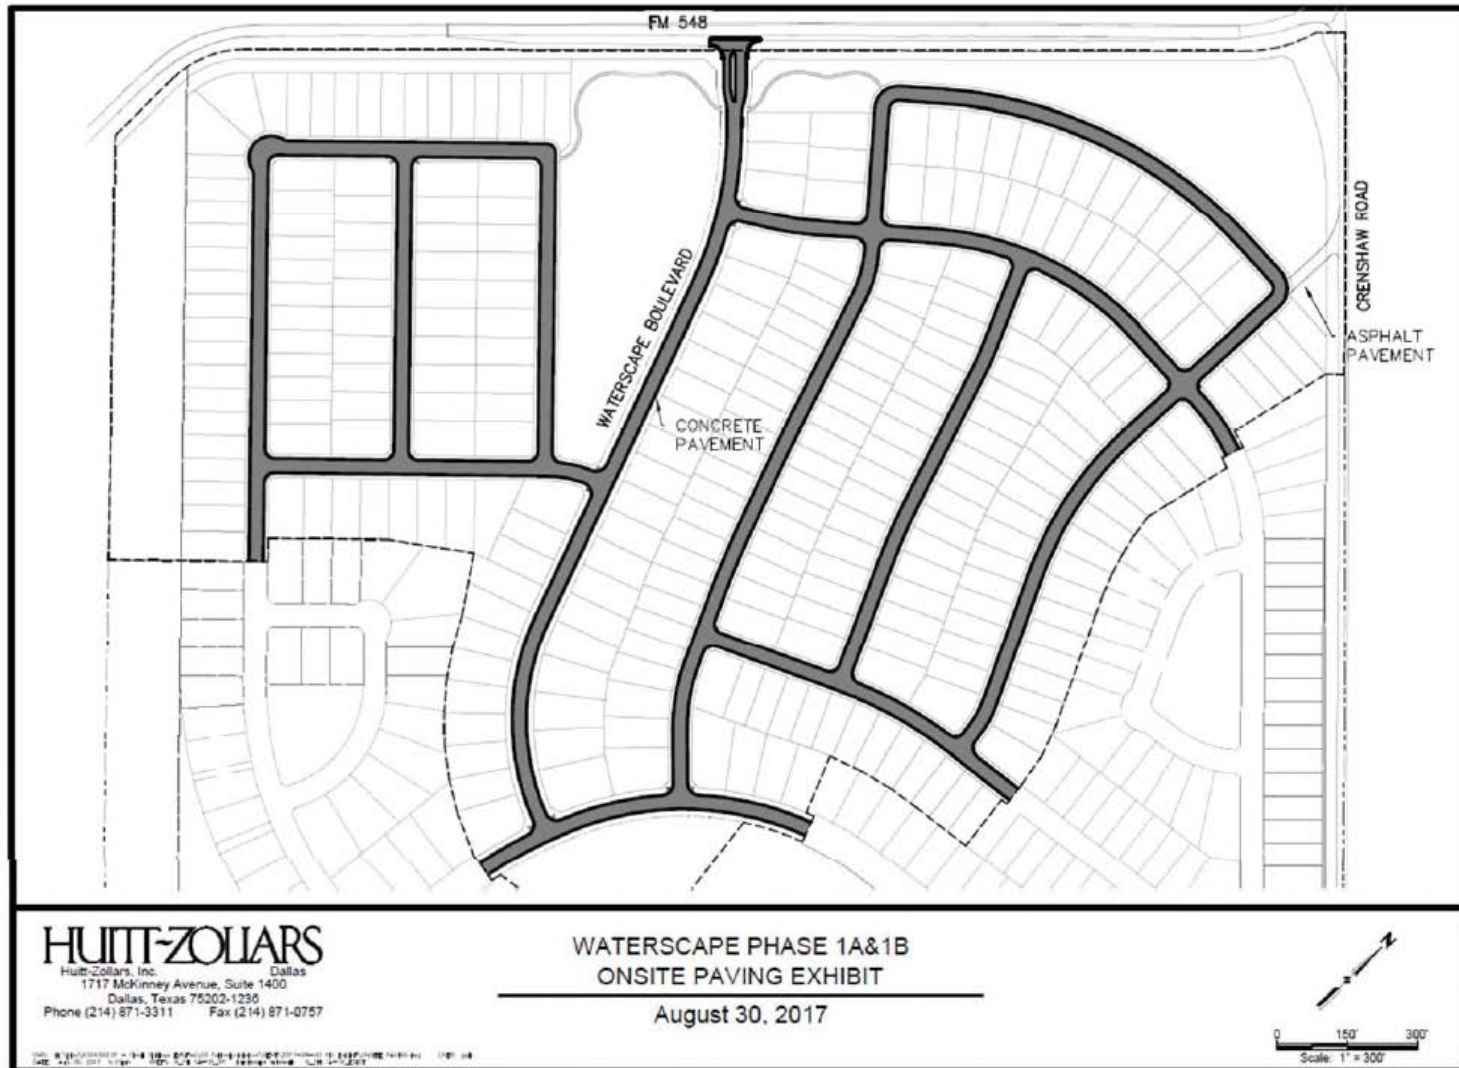 FM 548
CRENSHAW ROAD
WATERSCAPE BOULEVARD
ASPHALT
PAVEMENT
CONCRETE
PAVEMENT
HUITT-ZOLLARS
Huitt-Zollars, Inc. Dallas
1717 McKinney Avenue, Suite 1400
Dallas, Texas 75202-1236
Phone (214) 871-3311 Fax (214) 871-0757
WATERSCAPE PHASE 1A&1B
ONSITE PAVING EXHIBIT
August 30, 2017
N
0 150' 300'
Scale: 1" = 300'